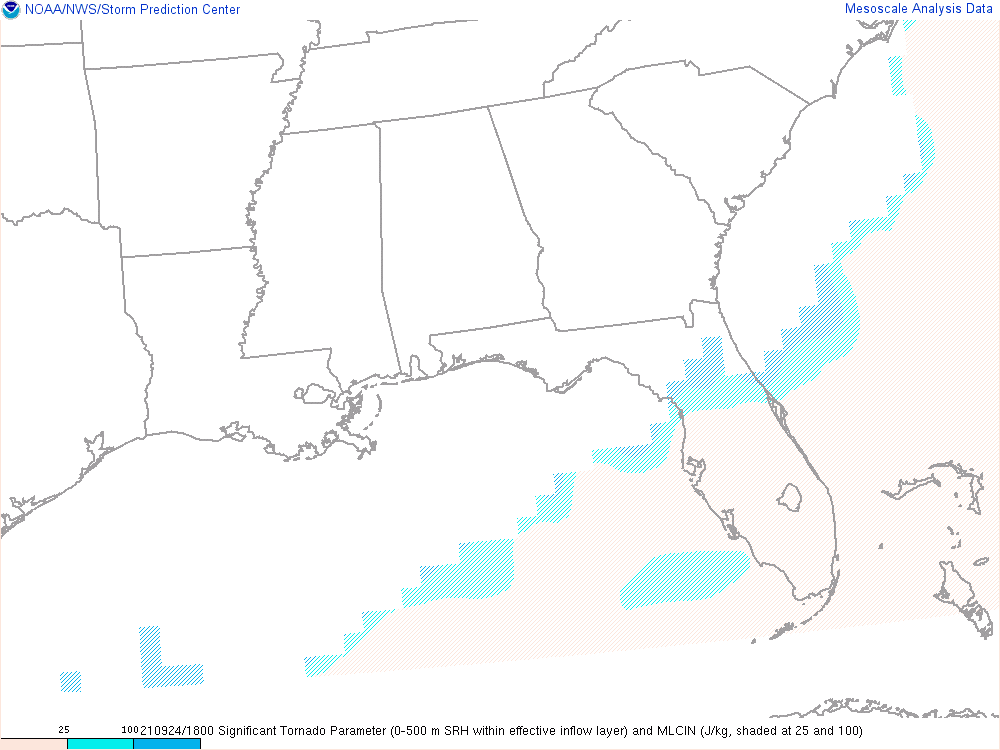 NOAA/NWS/Storm Prediction Center
Mesoscale Analysis Data
25
100
210924/1800 Significant Tornado Parameter (0-500 m SRH within effective inflow layer) and MLCIN (J/kg, shaded at 25 and 100)